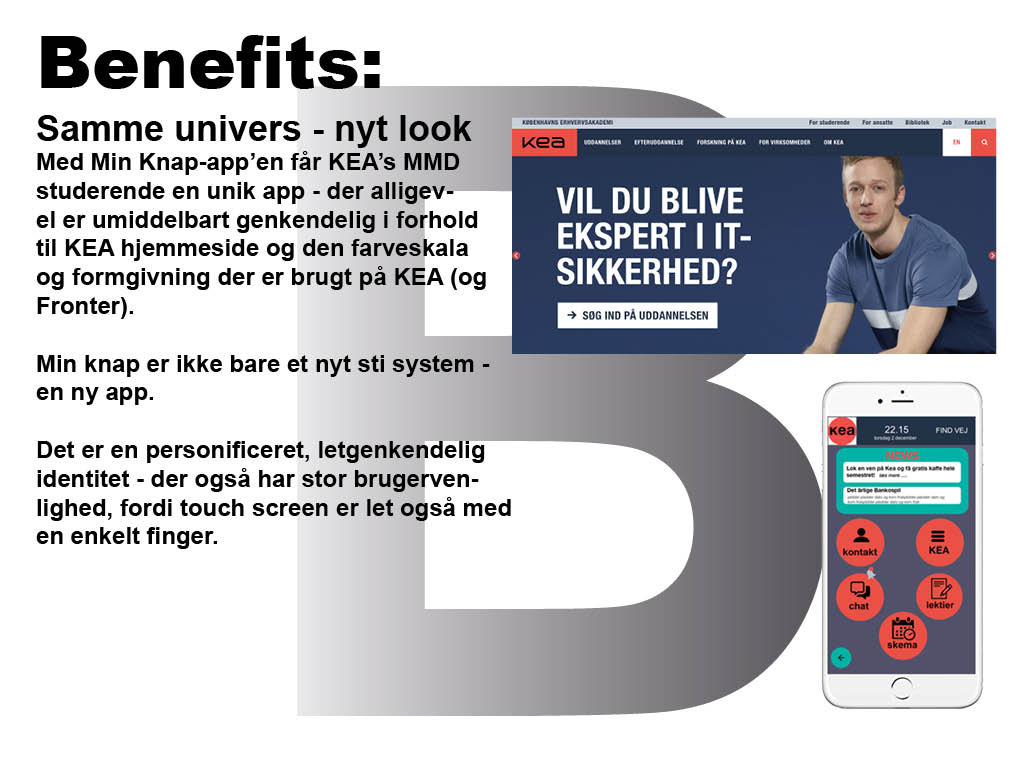 Benefits:
Samme univers - nyt look
Med Min Knap-app’en får KEA’s MMD
studerende en unik app - der alligev-
el er umiddelbart genkendelig i forhold
til KEA hjemmeside og den farveskala
og formgivning der er brugt på KEA (og
Fronter).
Min knap er ikke bare et nyt sti system -
en ny app.
Det er en personificeret, letgenkendelig
identitet - der også har stor brugerven-
lighed, fordi touch screen er let også med
en enkelt finger.
B
KØBENHAVNS ERHVERVSAKADEMI
For studerende For ansatte Bibliotek Job Kontakt
kea UDDANNELSER EFTERUDDANNELSE FORSKNING PÅ KEA FOR VIRKSOMHEDER OM KEA EN
VIL DU BLIVE
EKSPERT I IT-
SIKKERHED?
→ SØG IND PÅ UDDANNELSEN
kea 22.15 FIND VEJ
torsdag 2 december
NEWS
Lok en ven på Kea og få gratis kaffe hele
semestret! læs mere ....
Det årlige Bankospil
kontakt
KEA
chat
lektier
skema